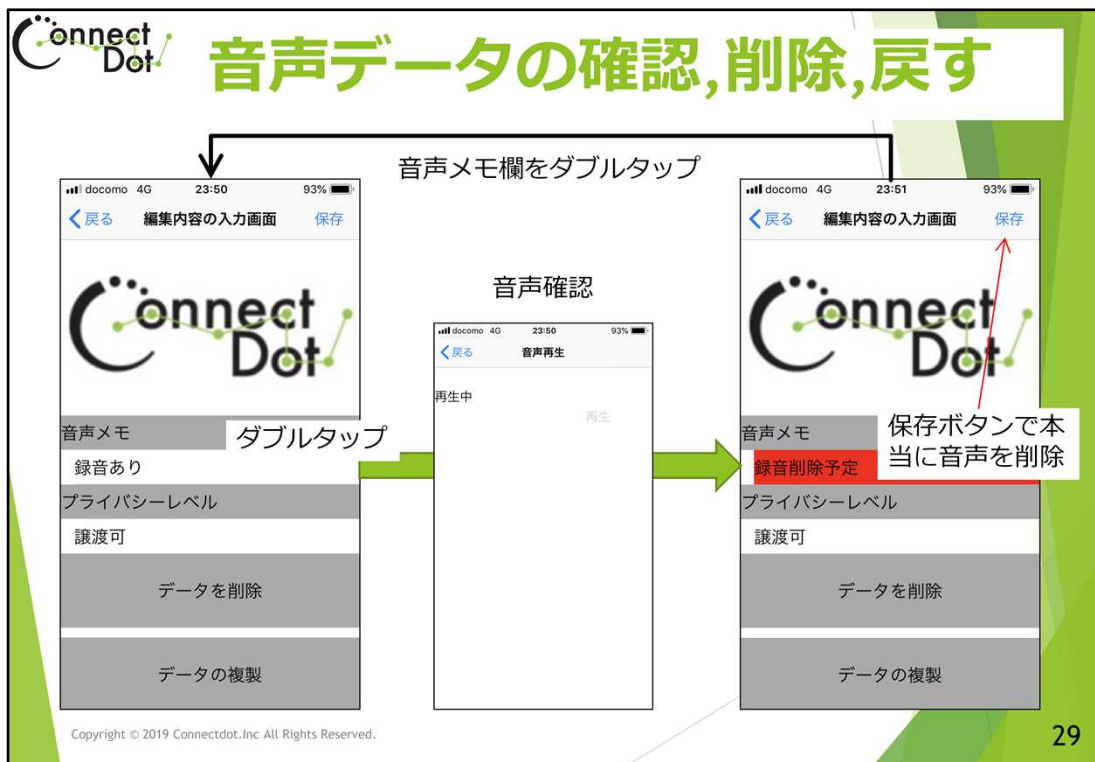 Connect
Dot
音声データの確認,削除,戻す
音声メモ欄をダブルタップ
docomo 4G 23:50 93%
戻る 編集内容の入力画面 保存
Connect
Dot
音声メモ
ダブルタップ
録音あり
プライバシーレベル
譲渡可
データを削除
データの複製
音声確認
docomo 4G 23:50 93%
戻る 音声再生
再生中
再生
docomo 4G 23:51 93%
戻る 編集内容の入力画面 保存
Connect
Dot
音声メモ
保存ボタンで本
当に音声を削除
録音削除予定
プライバシーレベル
譲渡可
データを削除
データの複製
Copyright © 2019 Connectdot.Inc All Rights Reserved.
29